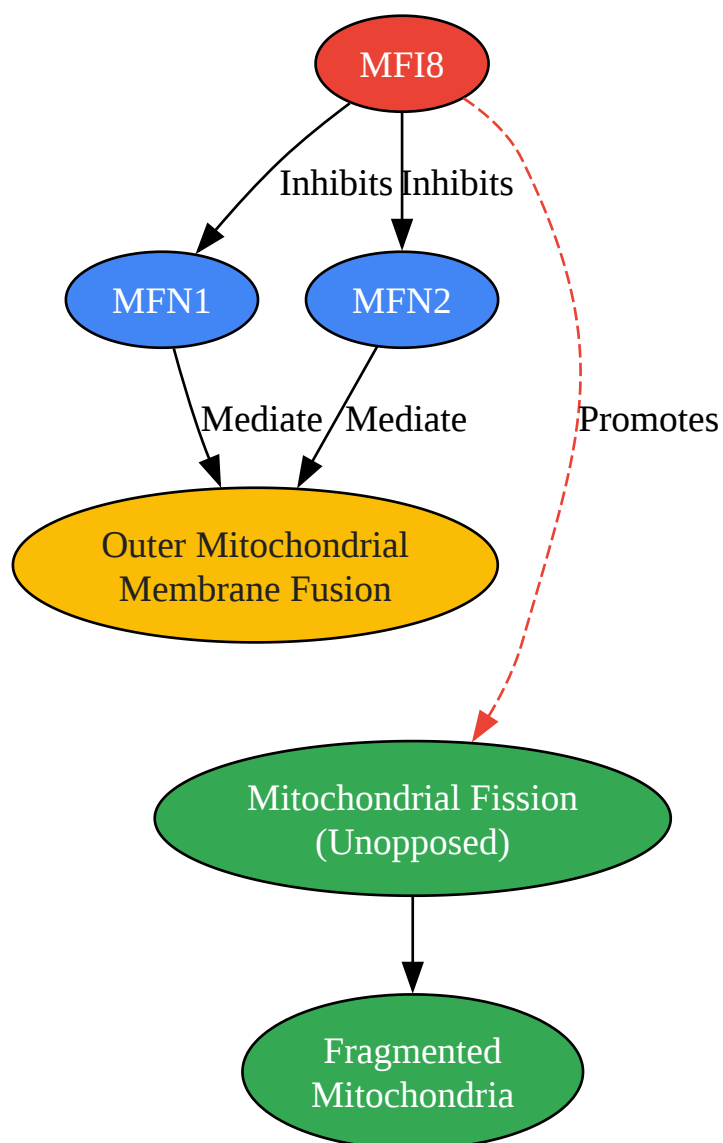 MFI8
Inhibits Inhibits
MFN1 MFN2
Mediate Mediate Promotes
Outer Mitochondrial
Membrane Fusion
Mitochondrial Fission
(Unopposed)
Fragmented
Mitochondria